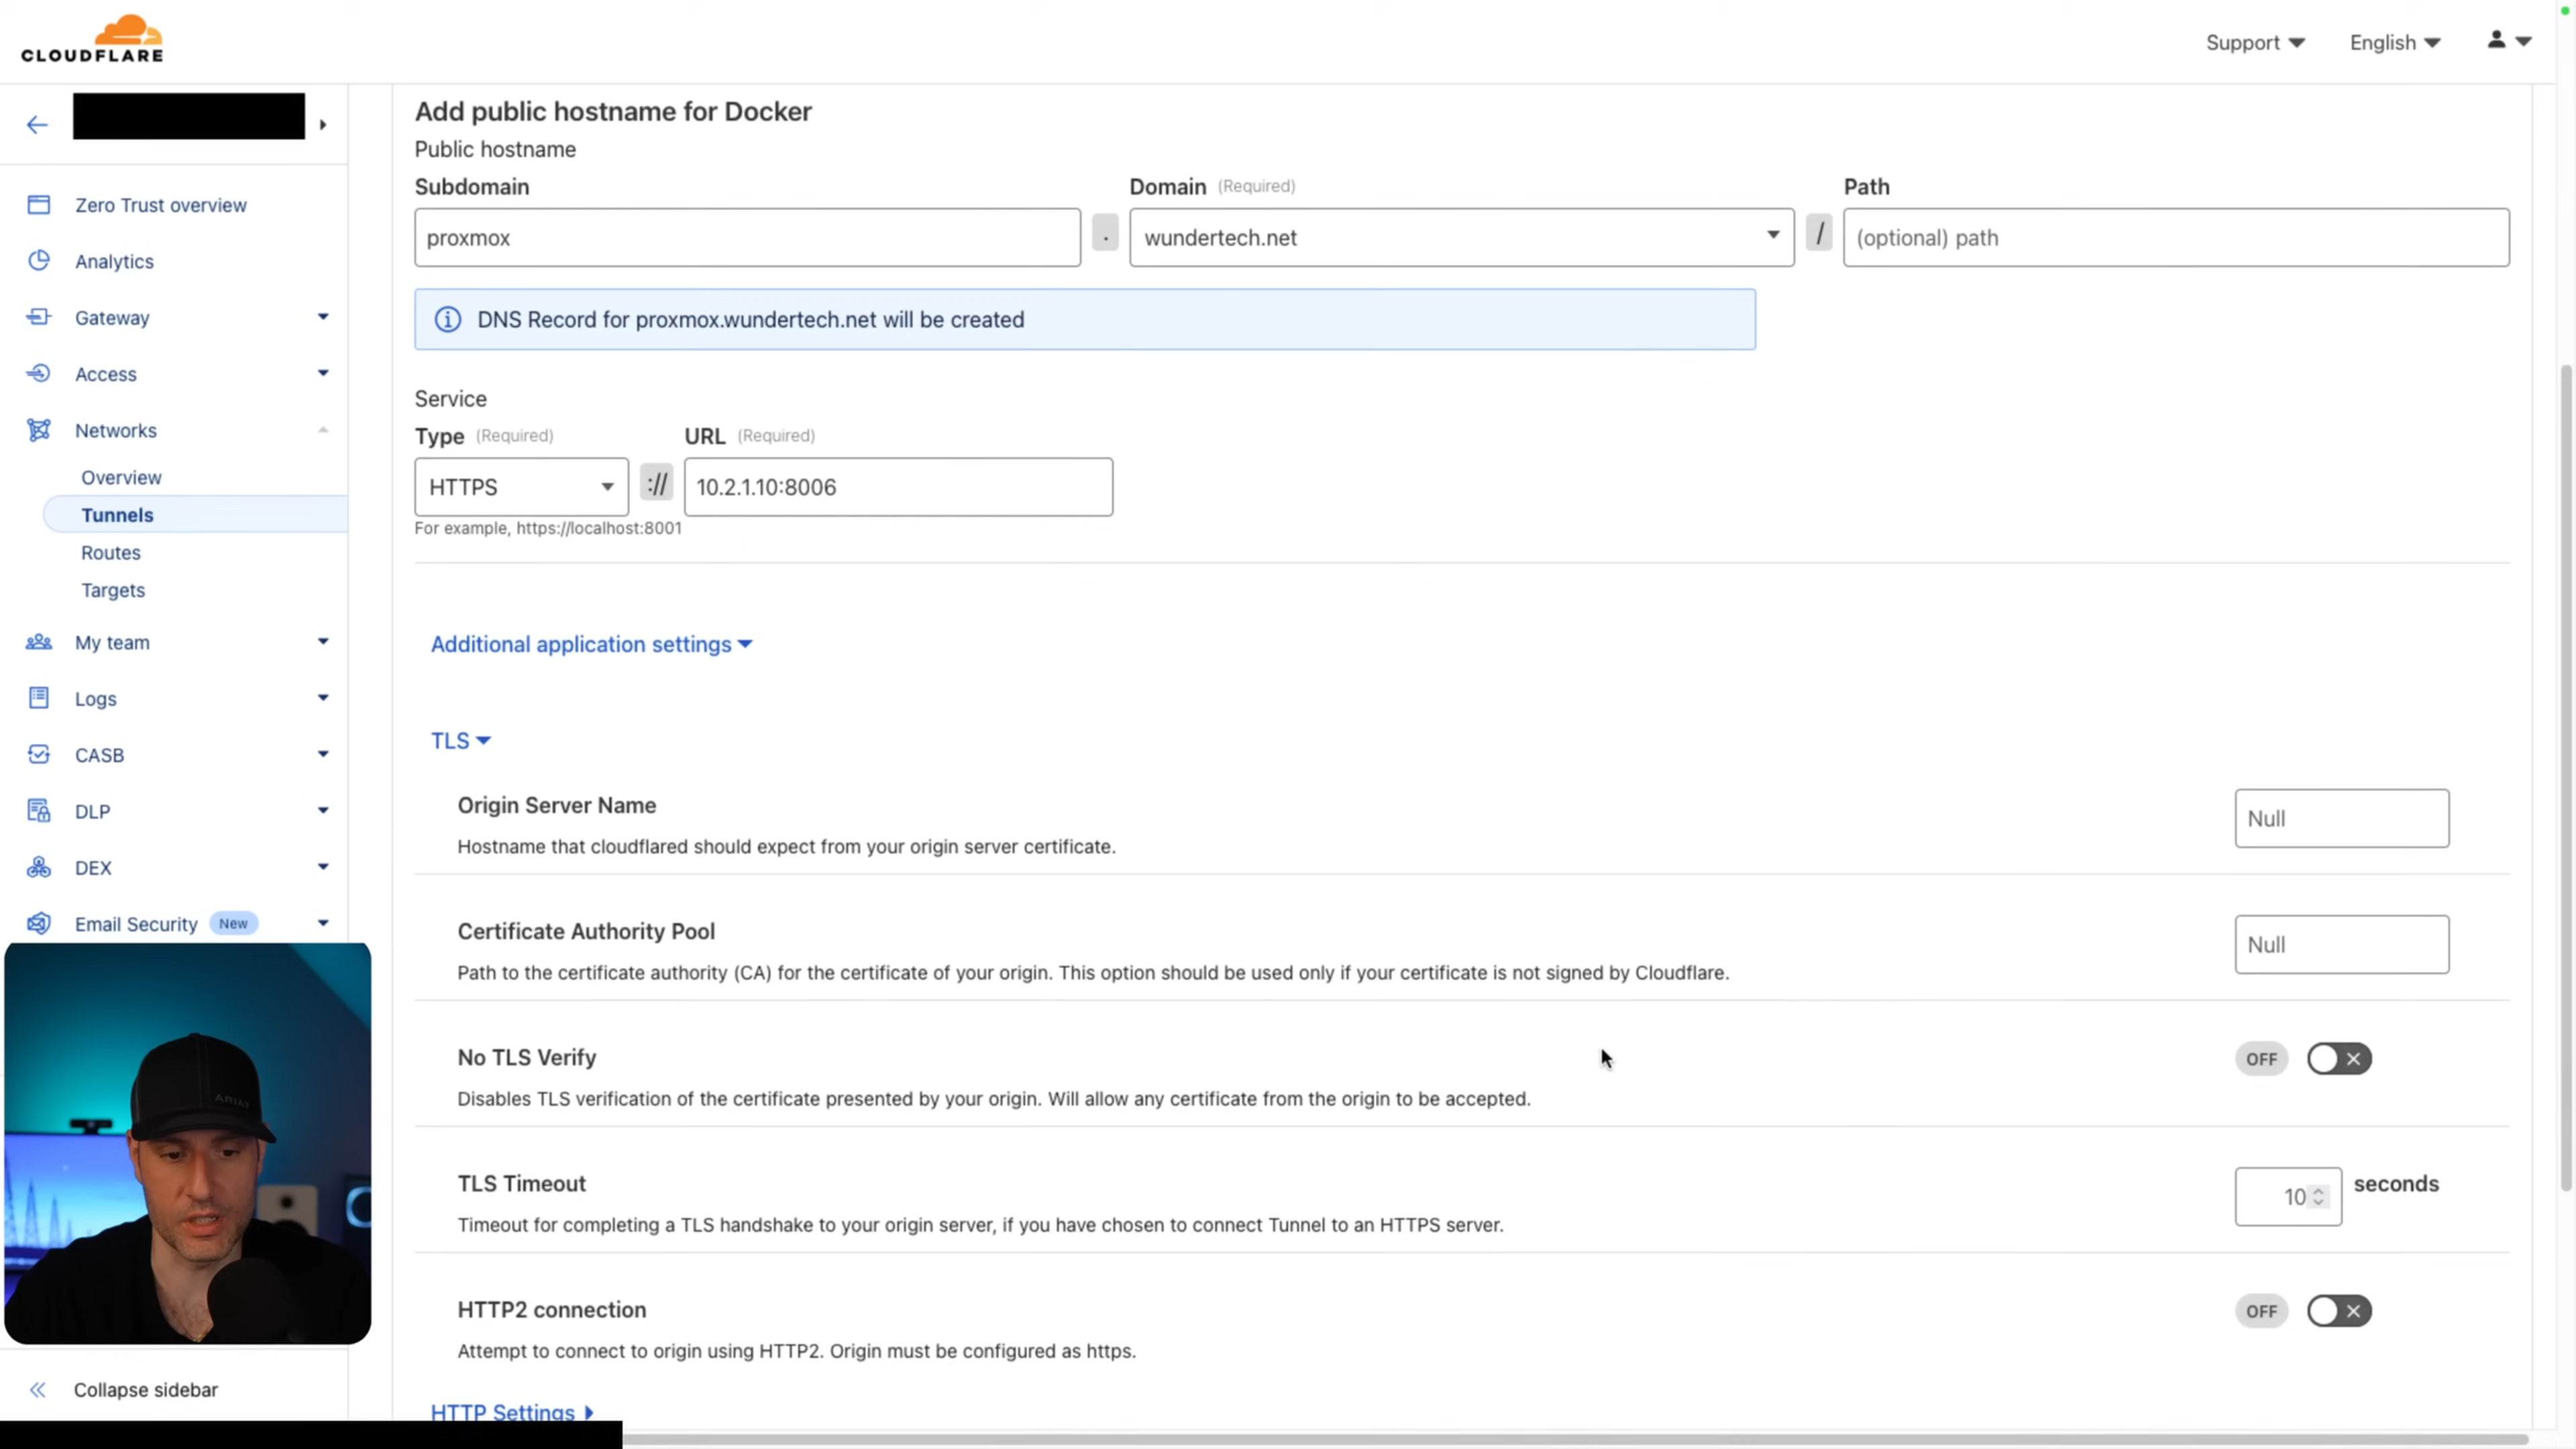 CLOUDFLARE
Support
English
Zero Trust overview
Analytics
Gateway
Access
Networks
Overview
Tunnels
Routes
Targets
My team
Logs
CASB
DLP
DEX
Email Security New
Collapse sidebar
Add public hostname for Docker
Public hostname
Subdomain Domain (Required) Path
proxmox . wundertech.net / (optional) path
DNS Record for proxmox.wundertech.net will be created
Service
Type (Required) URL (Required)
HTTPS :// 10.2.1.10:8006
For example, https://localhost:8001
Additional application settings
TLS
Origin Server Name
Null
Hostname that cloudflared should expect from your origin server certificate.
Certificate Authority Pool
Null
Path to the certificate authority (CA) for the certificate of your origin. This option should be used only if your certificate is not signed by Cloudflare.
No TLS Verify
OFF
Disables TLS verification of the certificate presented by your origin. Will allow any certificate from the origin to be accepted.
TLS Timeout
10 seconds
Timeout for completing a TLS handshake to your origin server, if you have chosen to connect Tunnel to an HTTPS server.
HTTP2 connection
OFF
Attempt to connect to origin using HTTP2. Origin must be configured as https.
HTTP Settings
ARIAT